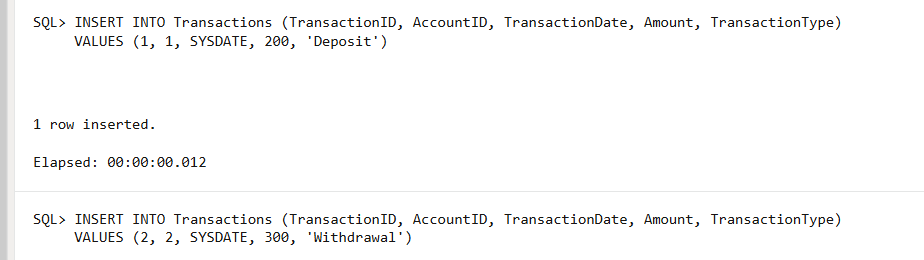 SQL> INSERT INTO Transactions (TransactionID, AccountID, TransactionDate, Amount, TransactionType)
VALUES (1, 1, SYSDATE, 200, 'Deposit')
1 row inserted.
Elapsed: 00:00:00.012
SQL> INSERT INTO Transactions (TransactionID, AccountID, TransactionDate, Amount, TransactionType)
VALUES (2, 2, SYSDATE, 300, 'Withdrawal')